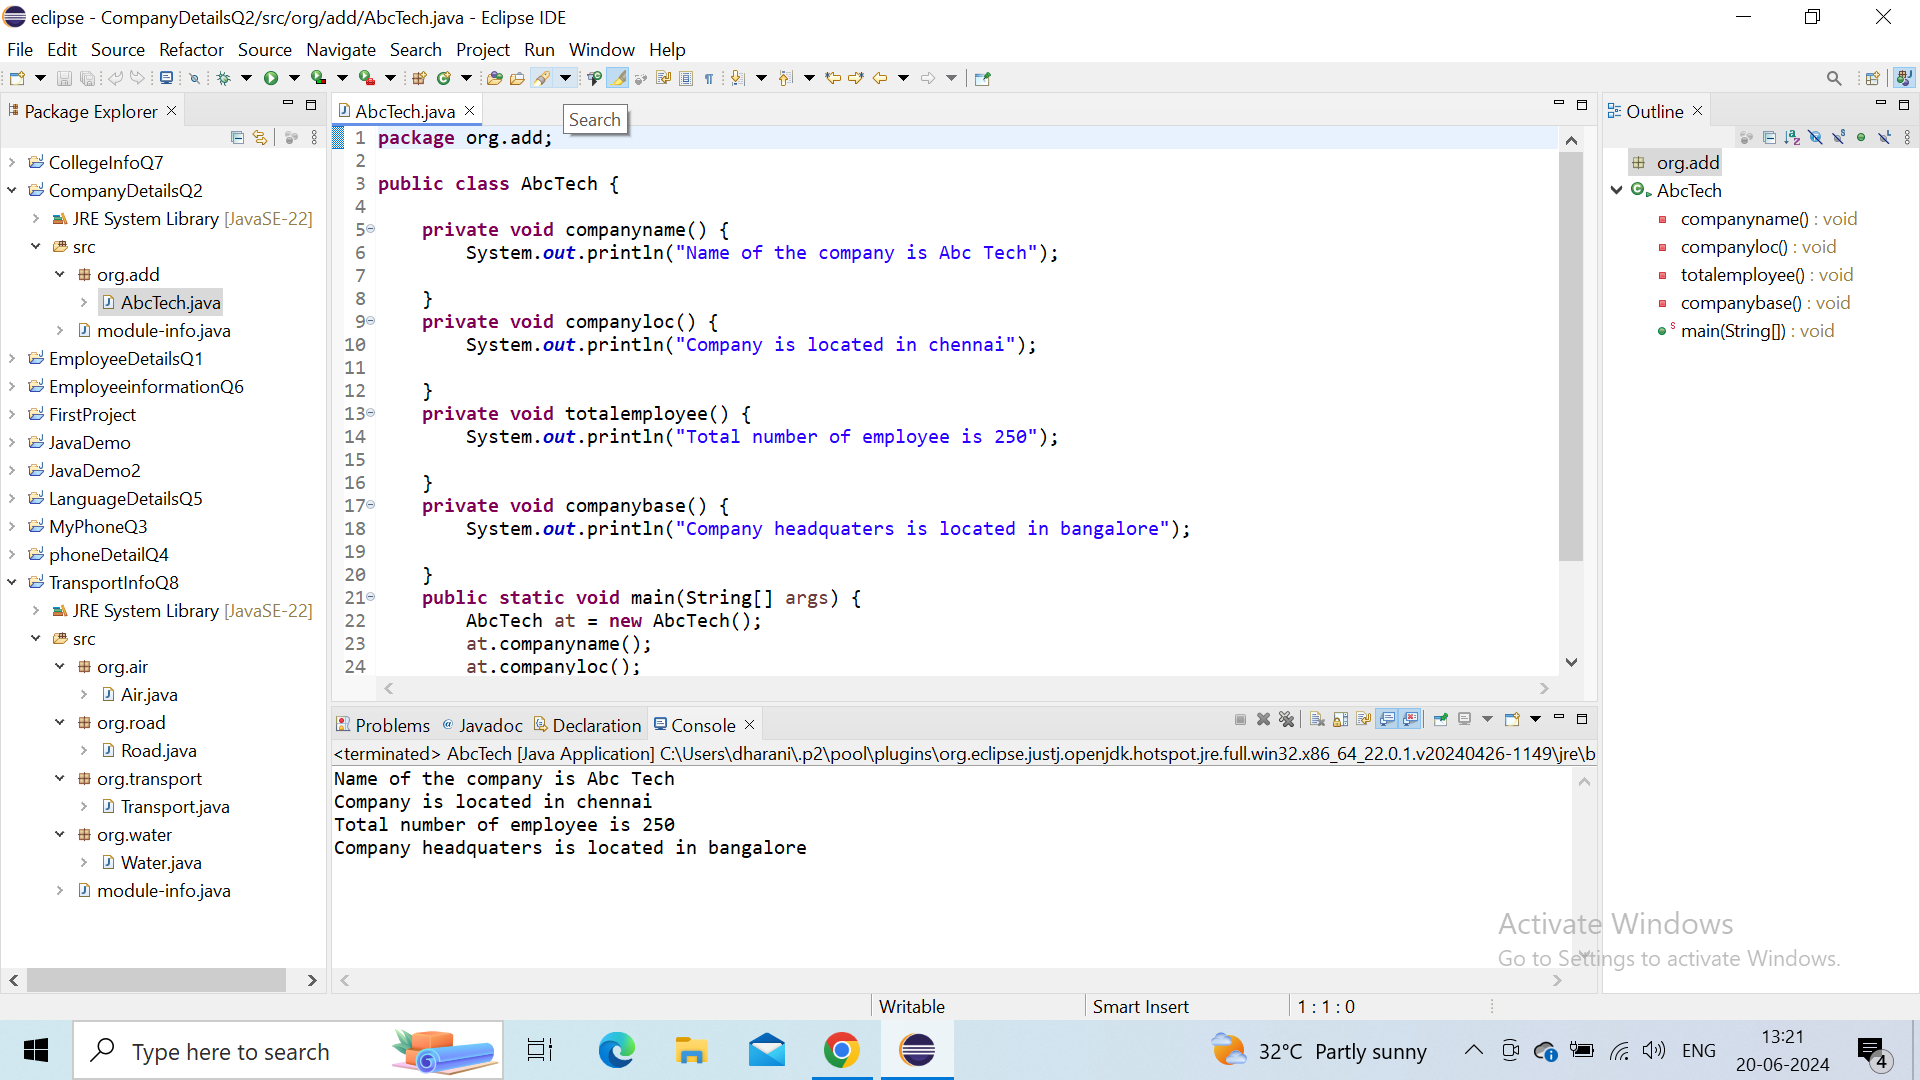 eclipse - CompanyDetailsQ2/src/org/add/AbcTech.java - Eclipse IDE
File Edit Source Refactor Source Navigate Search Project Run Window Help
Package Explorer
CollegeInfoQ7
CompanyDetailsQ2
JRE System Library [JavaSE-22]
src
org.add
AbcTech.java
module-info.java
EmployeeDetailsQ1
EmployeeinformationQ6
FirstProject
JavaDemo
JavaDemo2
LanguageDetailsQ5
MyPhoneQ3
phoneDetailQ4
TransportInfoQ8
JRE System Library [JavaSE-22]
src
org.air
Air.java
org.road
Road.java
org.transport
Transport.java
org.water
Water.java
module-info.java
AbcTech.java
Search
1 package org.add;
2
3 public class AbcTech {
4
5 private void companyname() {
6 System.out.println("Name of the company is Abc Tech");
7
8 }
9 private void companyloc() {
10 System.out.println("Company is located in chennai");
11
12 }
13 private void totalemployee() {
14 System.out.println("Total number of employee is 250");
15
16 }
17 private void companybase() {
18 System.out.println("Company headquaters is located in bangalore");
19
20 }
21 public static void main(String[] args) {
22 AbcTech at = new AbcTech();
23 at.companyname();
24 at.companyloc();
Problems Javadoc Declaration Console
<terminated> AbcTech [Java Application] C:\Users\dharani\.p2\pool\plugins\org.eclipse.justj.openjdk.hotspot.jre.full.win32.x86_64_22.0.1.v20240426-1149\jre\b
Name of the company is Abc Tech
Company is located in chennai
Total number of employee is 250
Company headquaters is located in bangalore
Outline
org.add
AbcTech
companyname() : void
companyloc() : void
totalemployee() : void
companybase() : void
main(String[]) : void
Activate Windows
Go to Settings to activate Windows.
Writable Smart Insert 1 : 1 : 0
Type here to search
32°C Partly sunny
ENG
13:21
20-06-2024
4